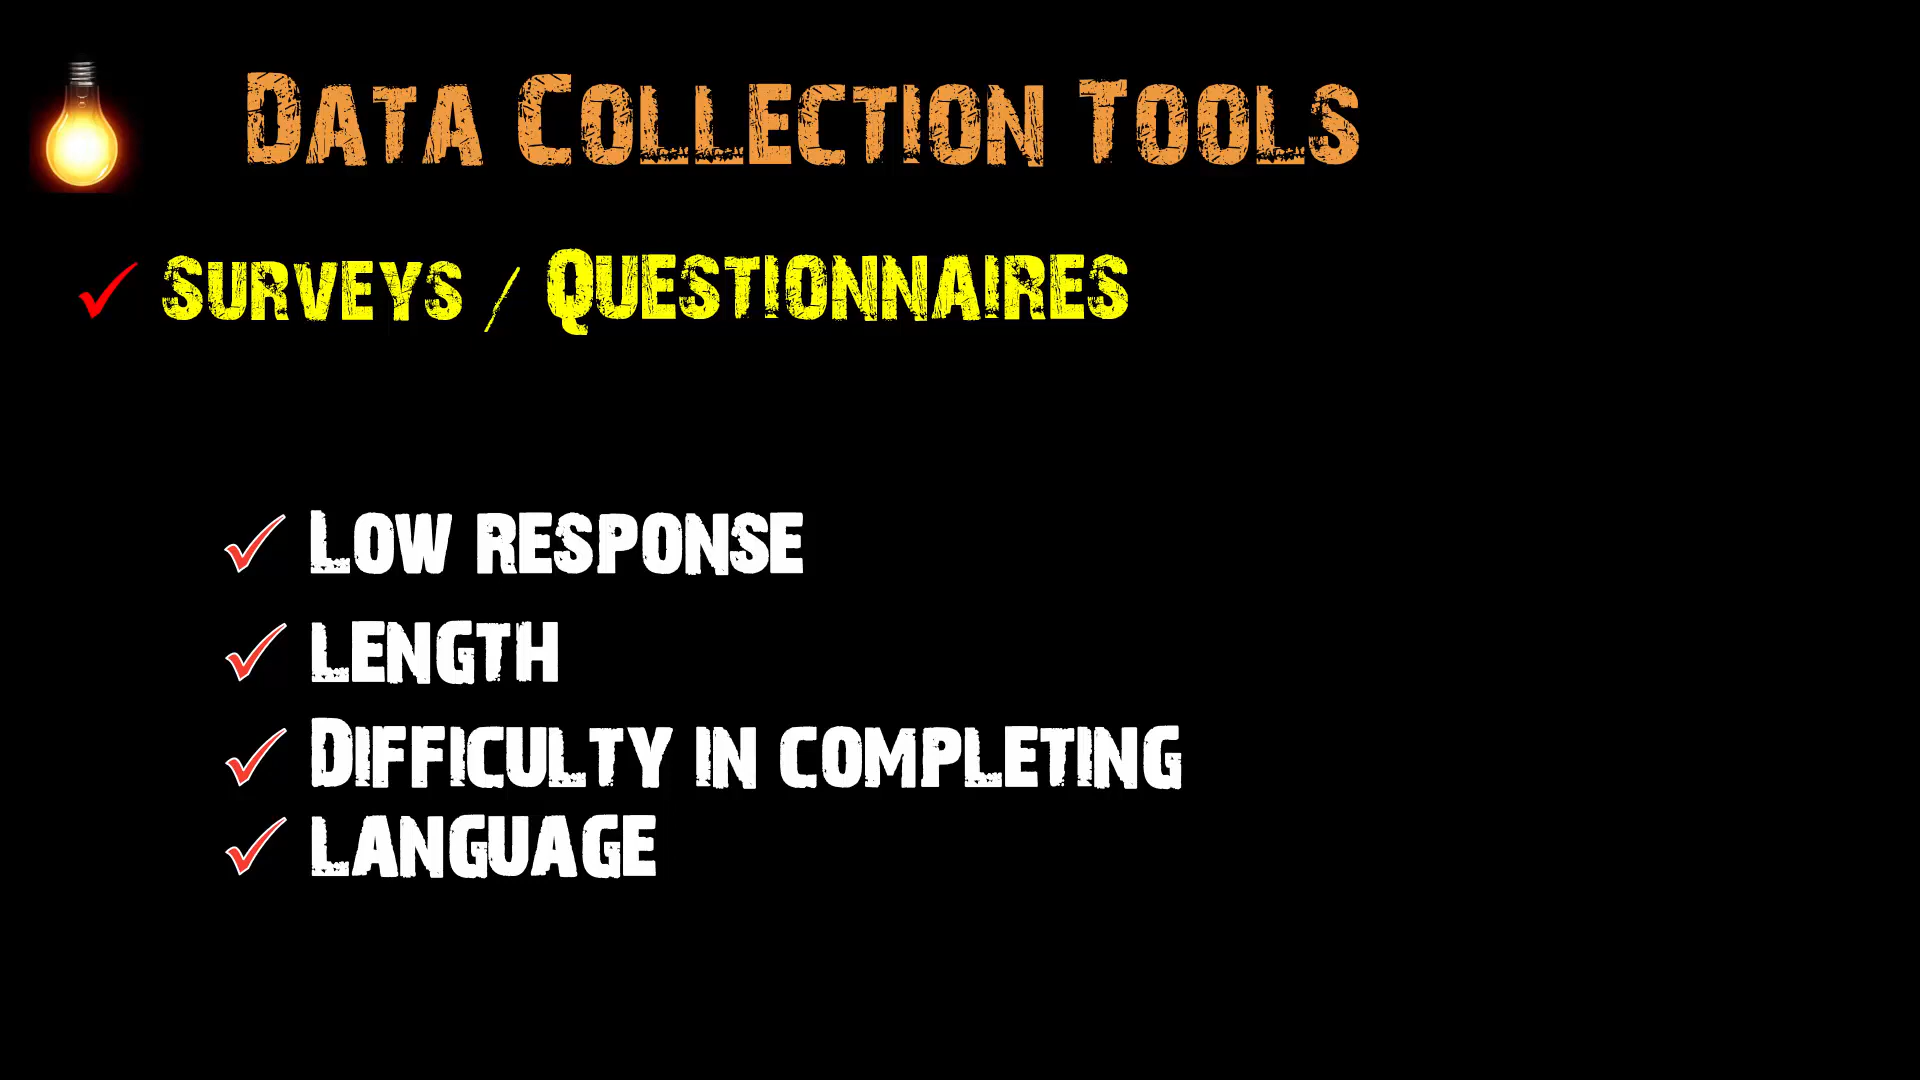 Data Collection Tools
Surveys / Questionnaires
Low response
length
Difficulty in completing
language